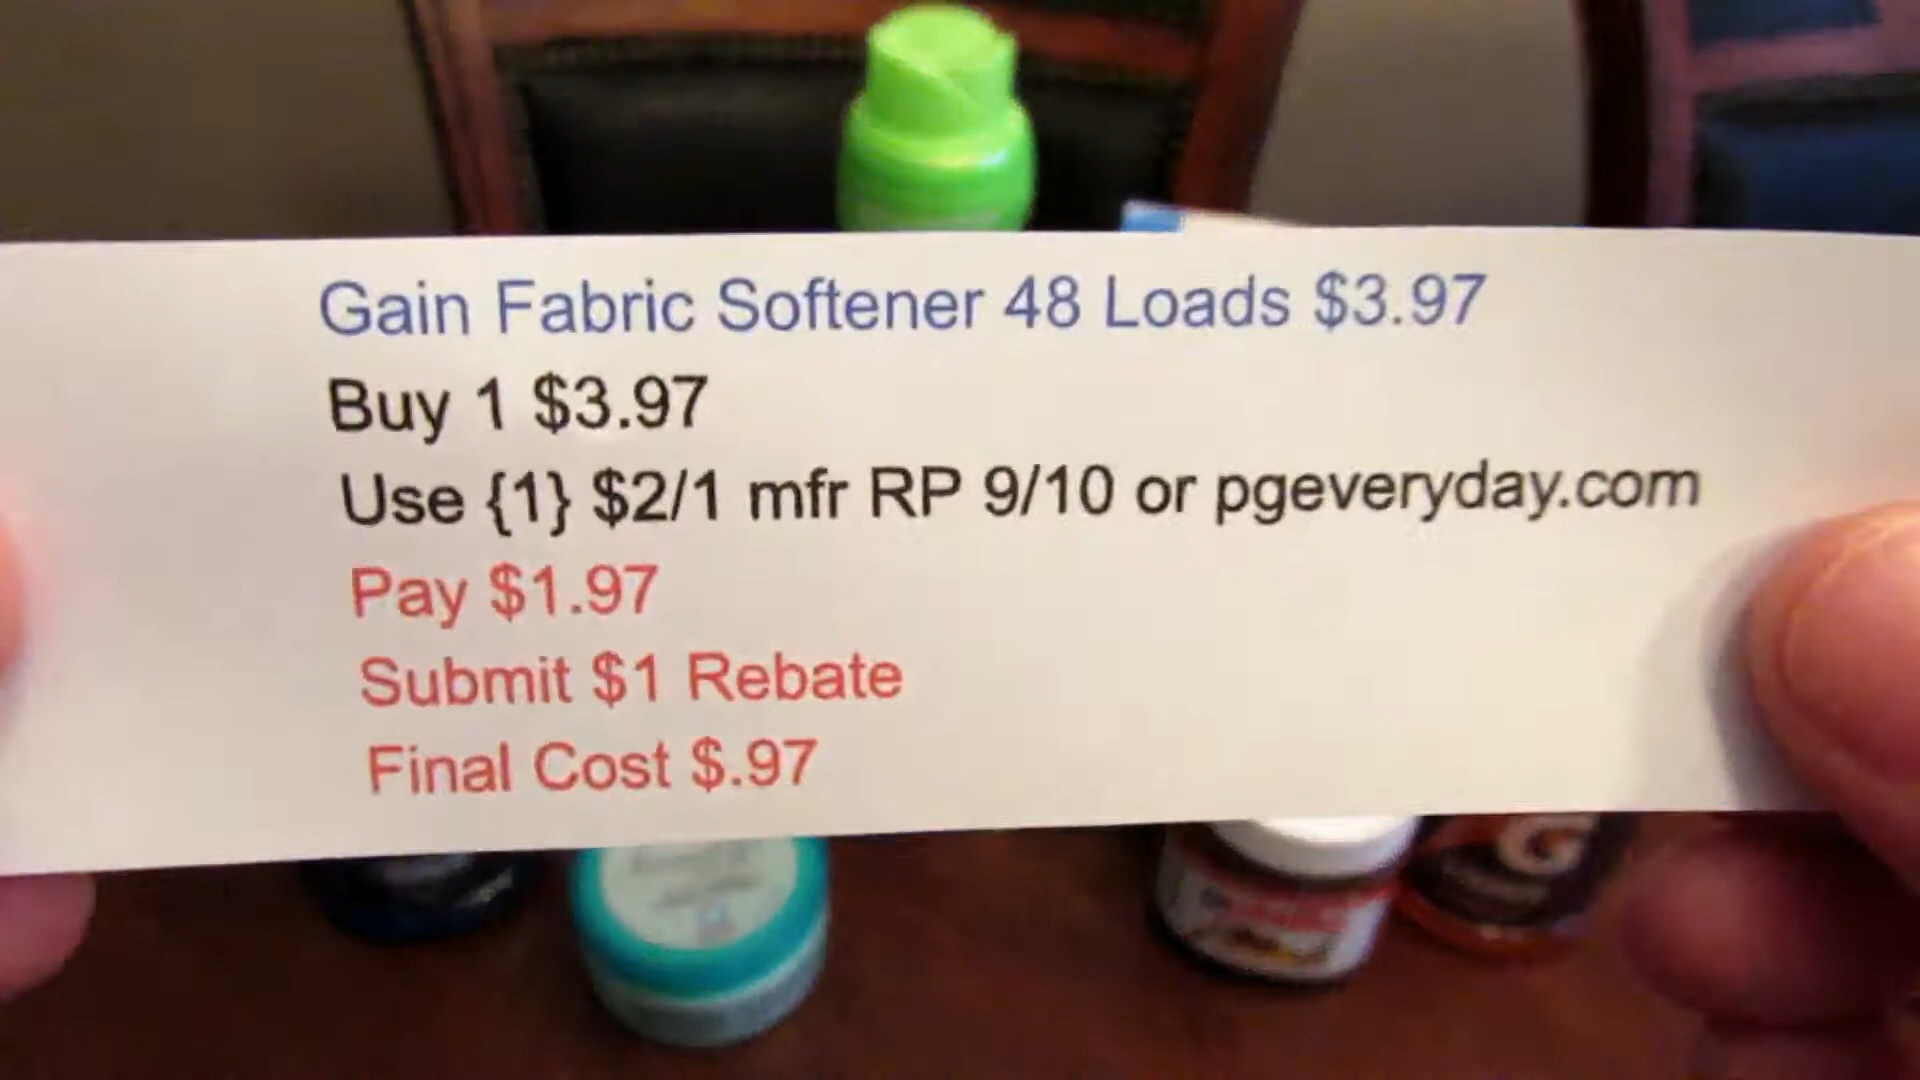 Gain Fabric Softener 48 Loads $3.97
Buy 1 $3.97
Use {1} $2/1 mfr RP 9/10 or pgeveryday.com
Pay $1.97
Submit $1 Rebate
Final Cost $.97
G